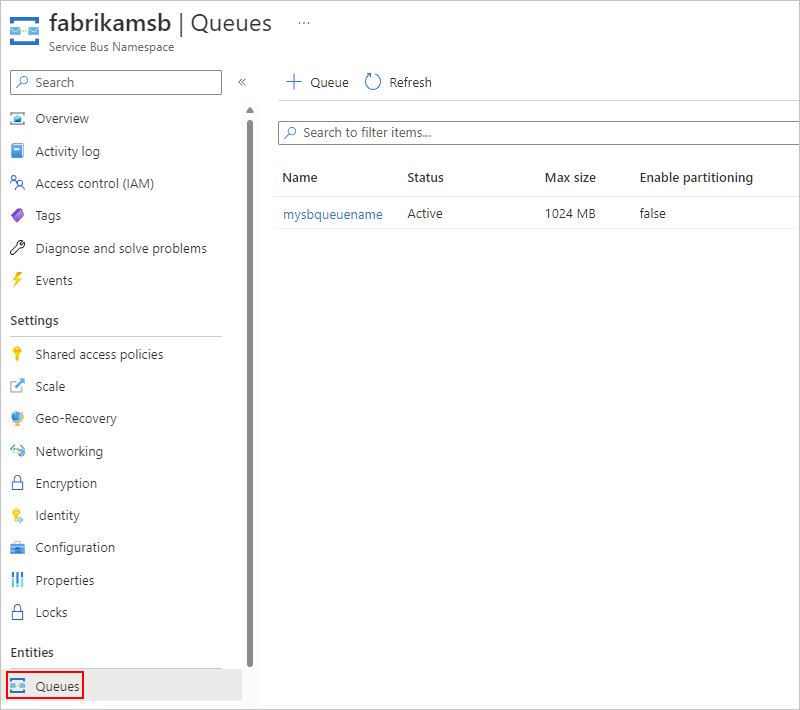 fabrikamsb | Queues ...
Service Bus Namespace
Search «
Overview
Activity log
Access control (IAM)
Tags
Diagnose and solve problems
Events
Settings
Shared access policies
Scale
Geo-Recovery
Networking
Encryption
Identity
Configuration
Properties
Locks
Entities
Queues
Queue Refresh
Search to filter items...
Name Status Max size Enable partitioning
mysbqueuename Active 1024 MB false